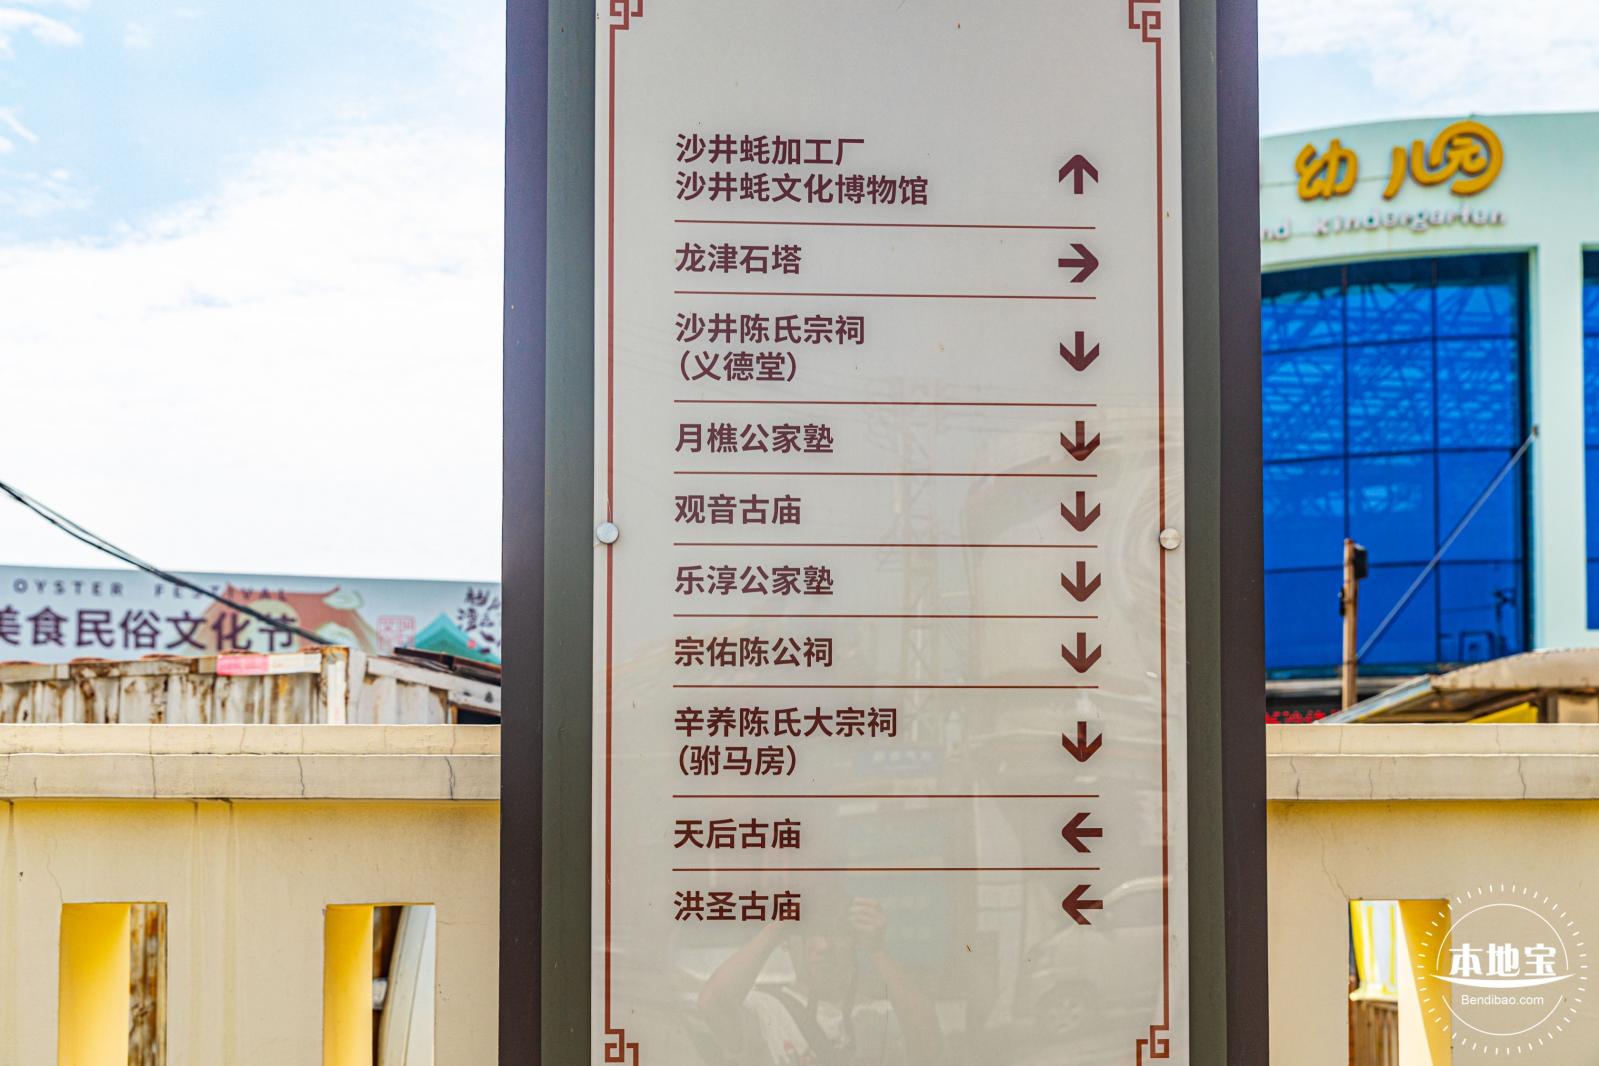 沙井蚝加工厂
沙井蚝文化博物馆
龙津石塔
沙井陈氏宗祠
(义德堂)
月樵公家塾
观音古庙
乐淳公家塾
宗佑陈公祠
辛养陈氏大宗祠
(驸马房)
天后古庙
洪圣古庙
幼儿园
nd Kindergarten
OYSTER FESTIVAL
美食民俗文化节
本地宝
Bendibao.com